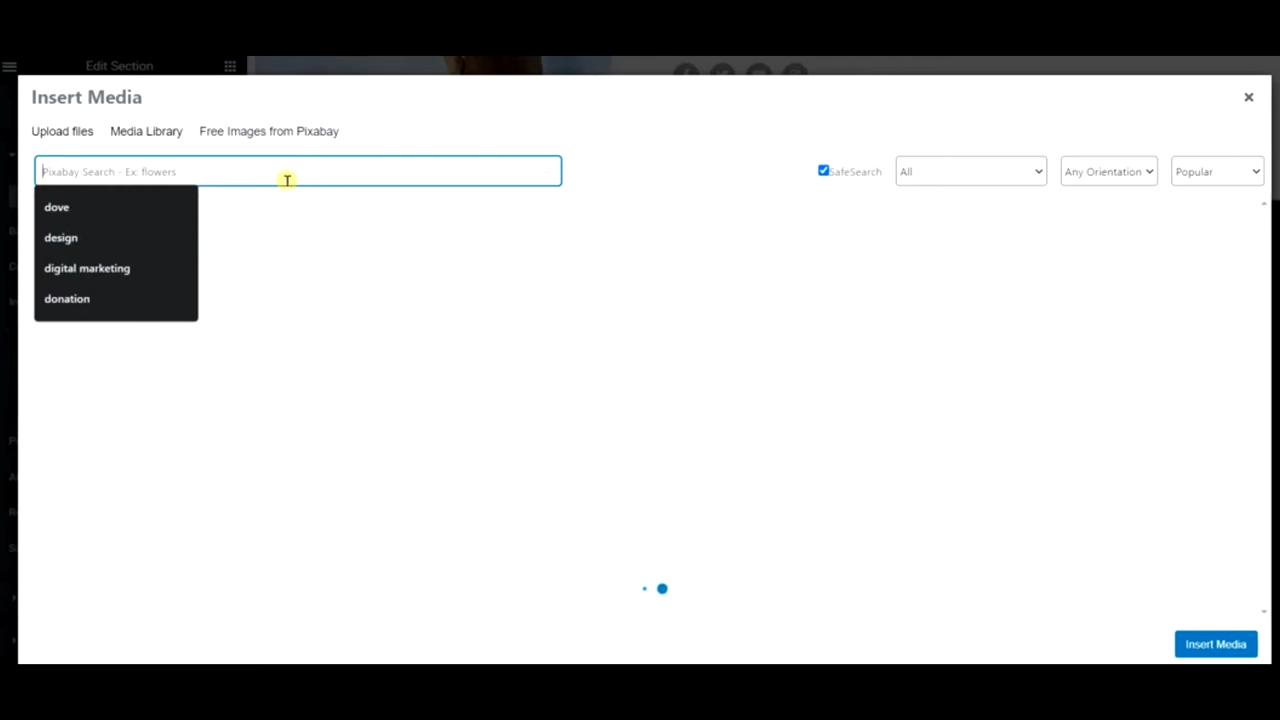 Edit Section
Insert Media
Upload files Media Library Free Images from Pixabay
Pixabay Search - Ex: flowers
SafeSearch All Any Orientation Popular
dove
design
digital marketing
donation
Insert Media